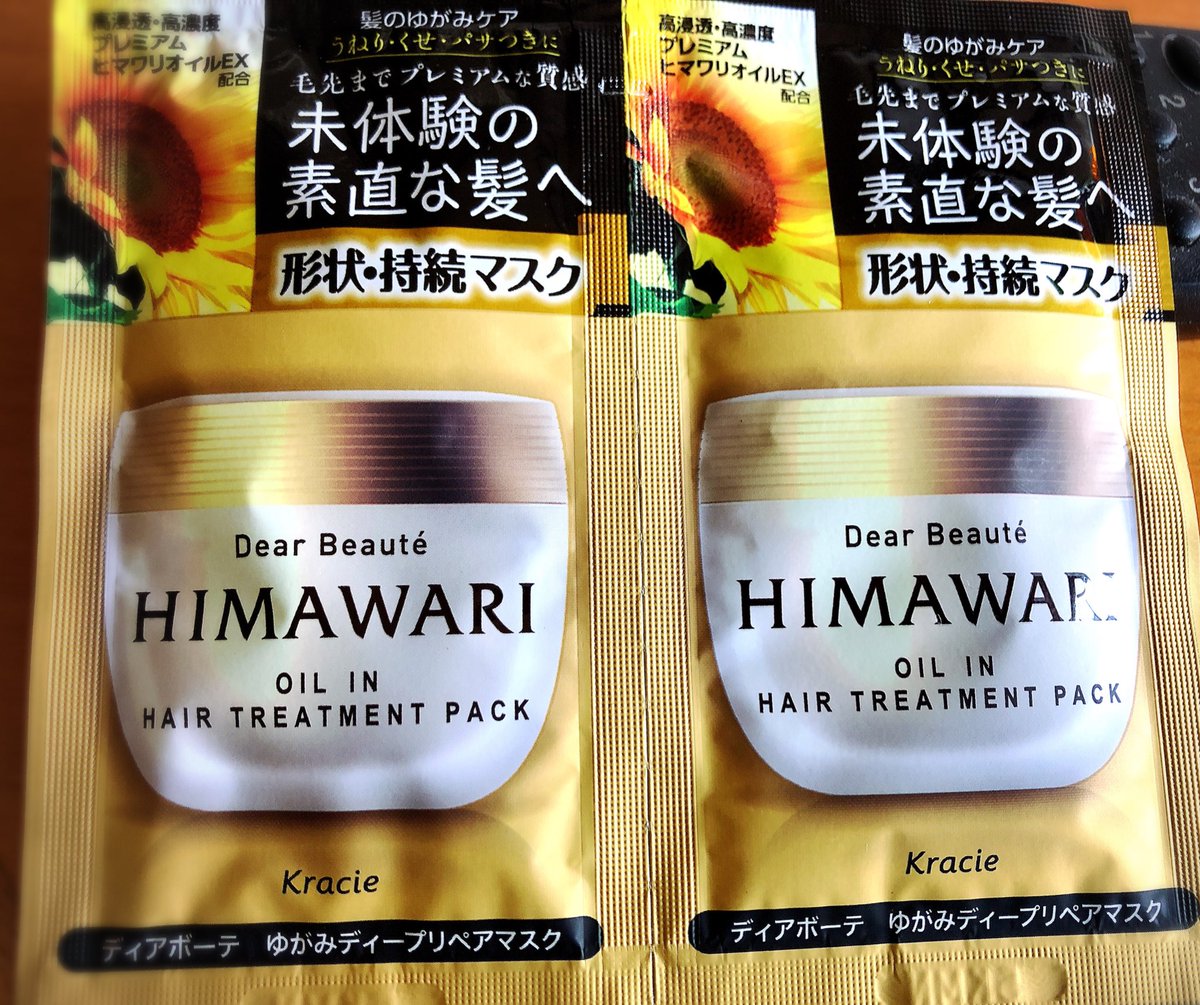 高浸透・高濃度
プレミアム
ヒマワリオイルEX
配合
髪のゆがみケア
うねり・くせ・パサつきに
毛先までプレミアムな質感
未体験の
素直な髪へ
形状・持続マスク
Dear Beauté
HIMAWARI
OIL IN
HAIR TREATMENT PACK
Kracie
ディアボーテ ゆがみディープリペアマスク
高浸透・高濃度
プレミアム
ヒマワリオイルEX
配合
髪のゆがみケア
うねり・くせ・パサつきに
毛先までプレミアムな質感
未体験の
素直な髪へ
形状・持続マスク
Dear Beauté
HIMAWARI
OIL IN
HAIR TREATMENT PACK
Kracie
ディアボーテ ゆがみディープリペアマスク
2